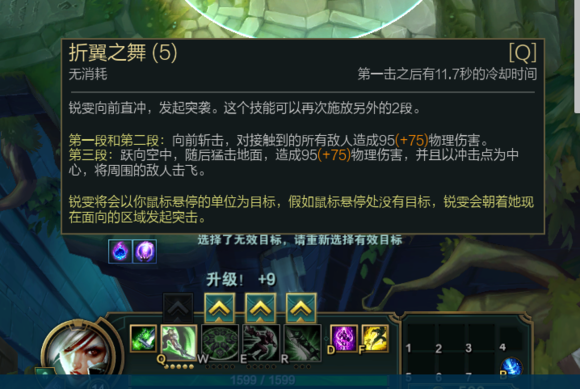 折翼之舞 (5) [Q]
无消耗 第一击之后有11.7秒的冷却时间
锐雯向前直冲，发起突袭。这个技能可以再次施放另外的2段。
第一段和第二段：向前斩击，对接触到的所有敌人造成95(+75)物理伤害。
第三段：跃向空中，随后猛击地面，造成95(+75)物理伤害，并且以冲击点为中
心，将周围的敌人击飞。
锐雯将会以你鼠标悬停的单位为目标，假如鼠标悬停处没有目标，锐雯会朝着她现
在面向的区域发起突击。
选择了无效目标，请重新选择有效目标
升级！ +9
Q W E R D F
1 2 3 4
5 6 7
1599 / 1599